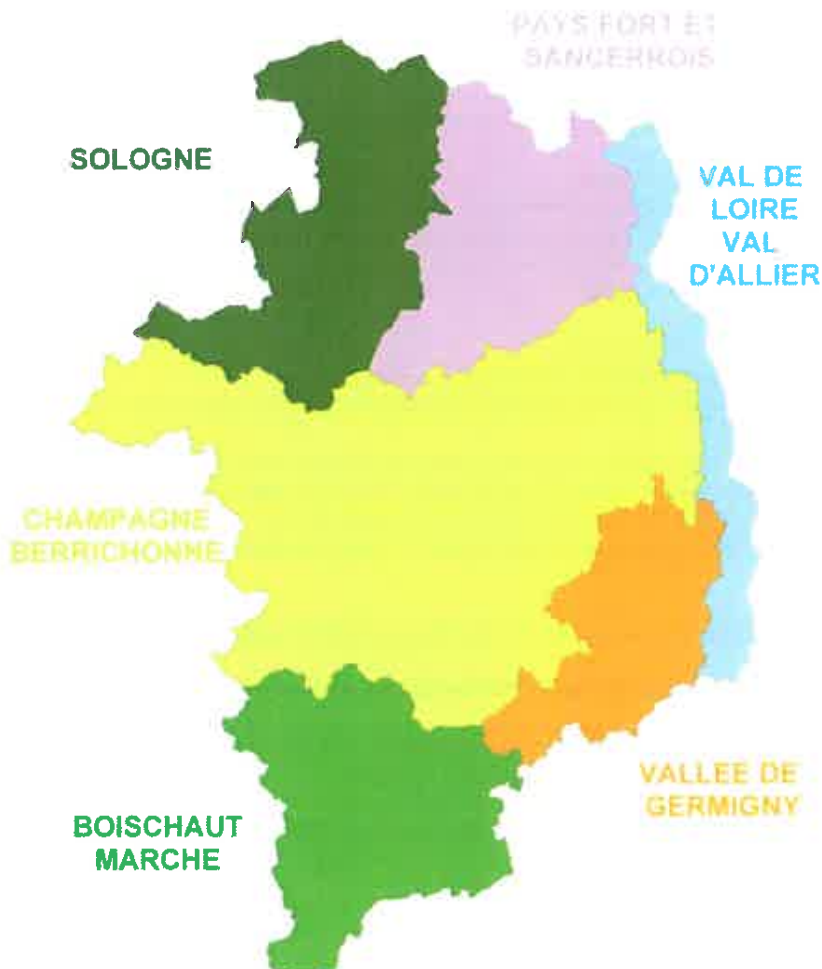 PAYS FORT ET
SANCERROIS
SOLOGNE
VAL DE
LOIRE
VAL
D'ALLIER
CHAMPAGNE
BERRICHONNE
VALLEE DE
GERMIGNY
BOISCHAUT
MARCHE